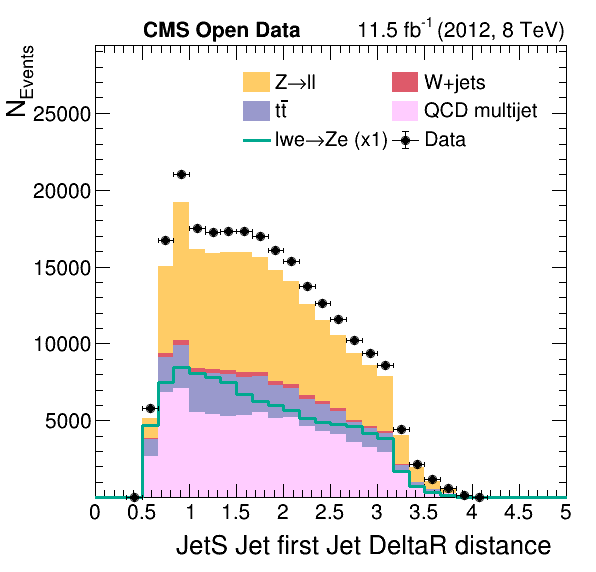 CMS Open Data 11.5 fb-1 (2012, 8 TeV)
NEvents
Z→ll W+jets
tt̄ QCD multijet
lwe→Ze (x1) Data
25000
20000
15000
10000
5000
0 0.5 1 1.5 2 2.5 3 3.5 4 4.5 5
JetS Jet first Jet DeltaR distance